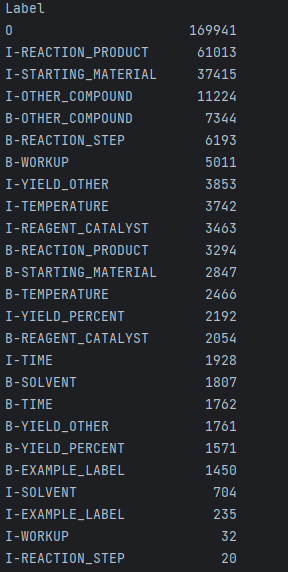 Label
O 169941
I-REACTION_PRODUCT 61013
I-STARTING_MATERIAL 37415
I-OTHER_COMPOUND 11224
B-OTHER_COMPOUND 7344
B-REACTION_STEP 6193
B-WORKUP 5011
I-YIELD_OTHER 3853
I-TEMPERATURE 3742
I-REAGENT_CATALYST 3463
B-REACTION_PRODUCT 3294
B-STARTING_MATERIAL 2847
B-TEMPERATURE 2466
I-YIELD_PERCENT 2192
B-REAGENT_CATALYST 2054
I-TIME 1928
B-SOLVENT 1807
B-TIME 1762
B-YIELD_OTHER 1761
B-YIELD_PERCENT 1571
B-EXAMPLE_LABEL 1450
I-SOLVENT 704
I-EXAMPLE_LABEL 235
I-WORKUP 32
I-REACTION_STEP 20